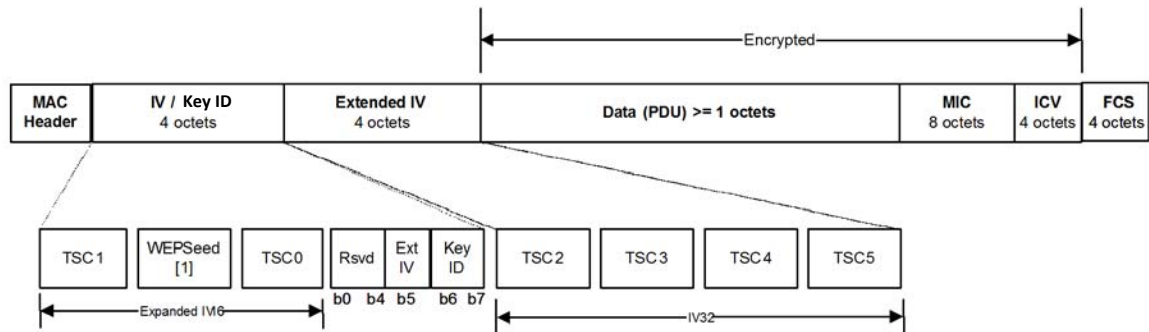 Encrypted
MAC Header
IV / Key ID
4 octets
Extended IV
4 octets
Data (PDU) >= 1 octets
MIC
8 octets
ICV
4 octets
FCS
4 octets
TSC1
WEPSeed
[1]
TSC0
Rsvd
Ext
IV
Key
ID
TSC2
TSC3
TSC4
TSC5
b0 b4 b5 b6 b7
Expanded IV16
IV32